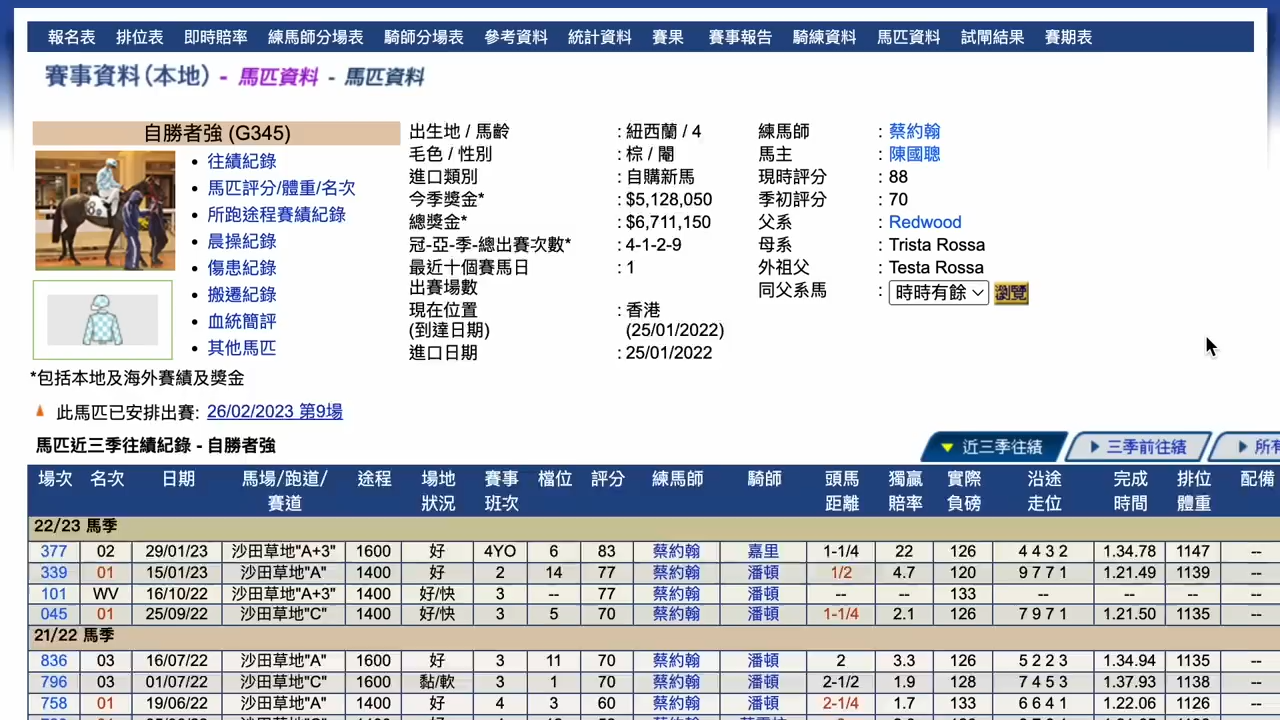 報名表 排位表 即時賠率 練馬師分場表 騎師分場表 參考資料 統計資料 賽果 賽事報告 騎練資料 馬匹資料 試閘結果 賽期表
賽事資料(本地) - 馬匹資料 - 馬匹資料
自勝者強 (G345)
往績紀錄
馬匹評分/體重/名次
所跑途程賽績紀錄
晨操紀錄
傷患紀錄
搬遷紀錄
血統簡評
其他馬匹
出生地 / 馬齡 : 紐西蘭 / 4
毛色 / 性別 : 棕 / 閹
進口類別 : 自購新馬
今季獎金* : $5,128,050
總獎金* : $6,711,150
冠-亞-季-總出賽次數* : 4-1-2-9
最近十個賽馬日 : 1
出賽場數
現在位置 : 香港
(到達日期) (25/01/2022)
進口日期 : 25/01/2022
練馬師 : 蔡約翰
馬主 : 陳國聰
現時評分 : 88
季初評分 : 70
父系 : Redwood
母系 : Trista Rossa
外祖父 : Testa Rossa
同父系馬 : 時時有餘 瀏覽
*包括本地及海外賽績及獎金
此馬匹已安排出賽: 26/02/2023 第9場
馬匹近三季往績紀錄 - 自勝者強
近三季往績 三季前往績 所有
場次 名次 日期 馬場/跑道/ 途程 場地 賽事 檔位 評分 練馬師 騎師 頭馬 獨贏 實際 沿途 完成 排位 配備
賽道 狀況 班次 距離 賠率 負磅 走位 時間 體重
22/23 馬季
377 02 29/01/23 沙田草地"A+3" 1600 好 4YO 6 83 蔡約翰 嘉里 1-1/4 22 126 4 4 3 2 1.34.78 1147 --
339 01 15/01/23 沙田草地"A" 1400 好 2 14 77 蔡約翰 潘頓 1/2 4.7 120 9 7 7 1 1.21.49 1139 --
101 WV 16/10/22 沙田草地"A+3" 1400 好/快 3 -- 77 蔡約翰 潘頓 -- -- 133 -- -- -- --
045 01 25/09/22 沙田草地"C" 1400 好/快 3 5 70 蔡約翰 潘頓 1-1/4 2.1 126 7 9 7 1 1.21.50 1135 --
21/22 馬季
836 03 16/07/22 沙田草地"A" 1600 好 3 11 70 蔡約翰 潘頓 2 3.3 126 5 2 2 3 1.34.94 1135 --
796 03 01/07/22 沙田草地"C" 1600 黏/軟 3 1 70 蔡約翰 潘頓 2-1/2 1.9 128 7 4 5 3 1.37.93 1138 --
758 01 19/06/22 沙田草地"A" 1400 好 4 3 60 蔡約翰 潘頓 2-1/4 1.7 133 6 6 4 1 1.22.06 1126 --